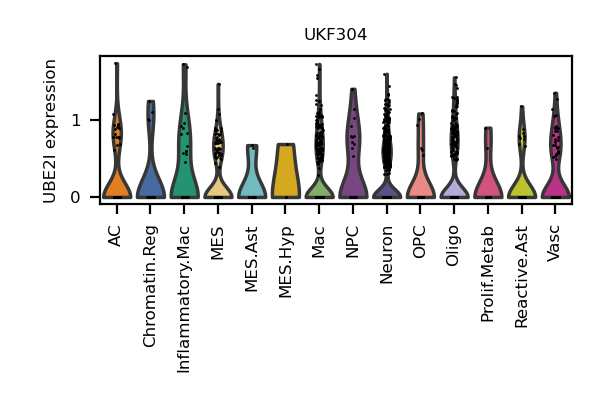 UKF304
UBE2I expression
1
0
AC
Chromatin.Reg
Inflammatory.Mac
MES
MES.Ast
MES.Hyp
Mac
NPC
Neuron
OPC
Oligo
Prolif.Metab
Reactive.Ast
Vasc